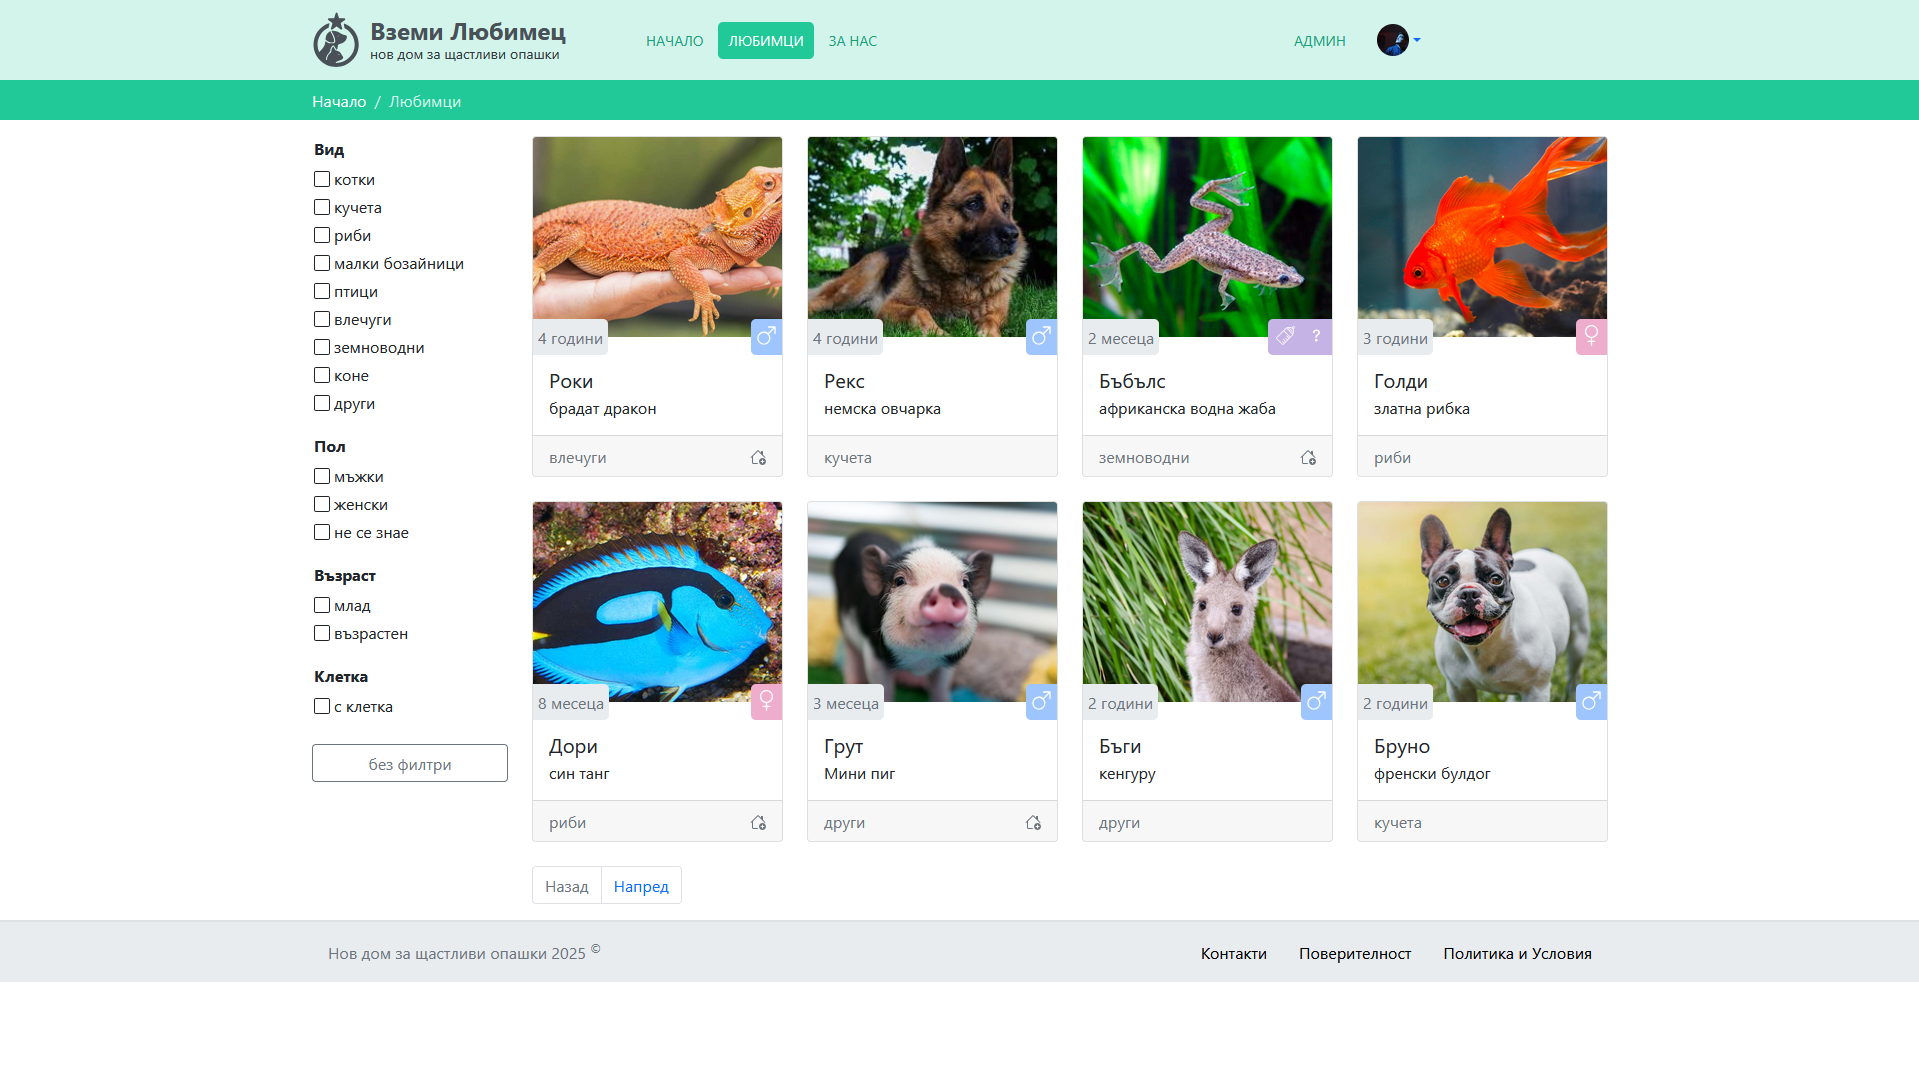 Вземи Любимец
нов дом за щастливи опашки
НАЧАЛО
ЛЮБИМЦИ
ЗА НАС
АДМИН
Начало / Любимци
Вид
котки
кучета
риби
малки бозайници
птици
влечуги
земноводни
коне
други
Пол
мъжки
женски
не се знае
Възраст
млад
възрастен
Клетка
с клетка
без филтри
4 години
Роки
брадат дракон
влечуги
4 години
Рекс
немска овчарка
кучета
2 месеца
?
Бъбълс
африканска водна жаба
земноводни
3 години
Голди
златна рибка
риби
8 месеца
Дори
син танг
риби
3 месеца
Грут
Мини пиг
други
2 години
Бъги
кенгуру
други
2 години
Бруно
френски булдог
кучета
Назад
Напред
Нов дом за щастливи опашки 2025 ©
Контакти
Поверителност
Политика и Условия